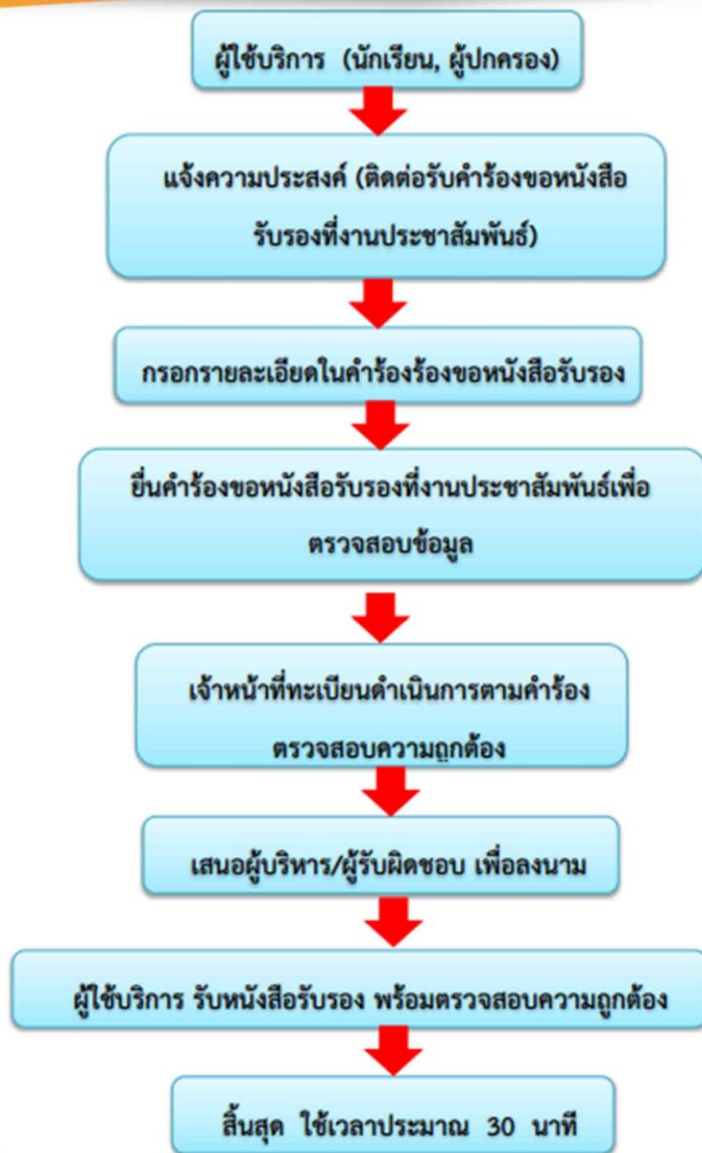 ผู้ใช้บริการ (นักเรียน, ผู้ปกครอง)
แจ้งความประสงค์ (ติดต่อรับคำร้องขอหนังสือ
รับรองที่งานประชาสัมพันธ์)
กรอกรายละเอียดในคำร้องร้องขอหนังสือรับรอง
ยื่นคำร้องขอหนังสือรับรองที่งานประชาสัมพันธ์เพื่อ
ตรวจสอบข้อมูล
เจ้าหน้าที่ทะเบียนดำเนินการตามคำร้อง
ตรวจสอบความถูกต้อง
เสนอผู้บริหาร/ผู้รับผิดชอบ เพื่อลงนาม
ผู้ใช้บริการ รับหนังสือรับรอง พร้อมตรวจสอบความถูกต้อง
สิ้นสุด ใช้เวลาประมาณ 30 นาที